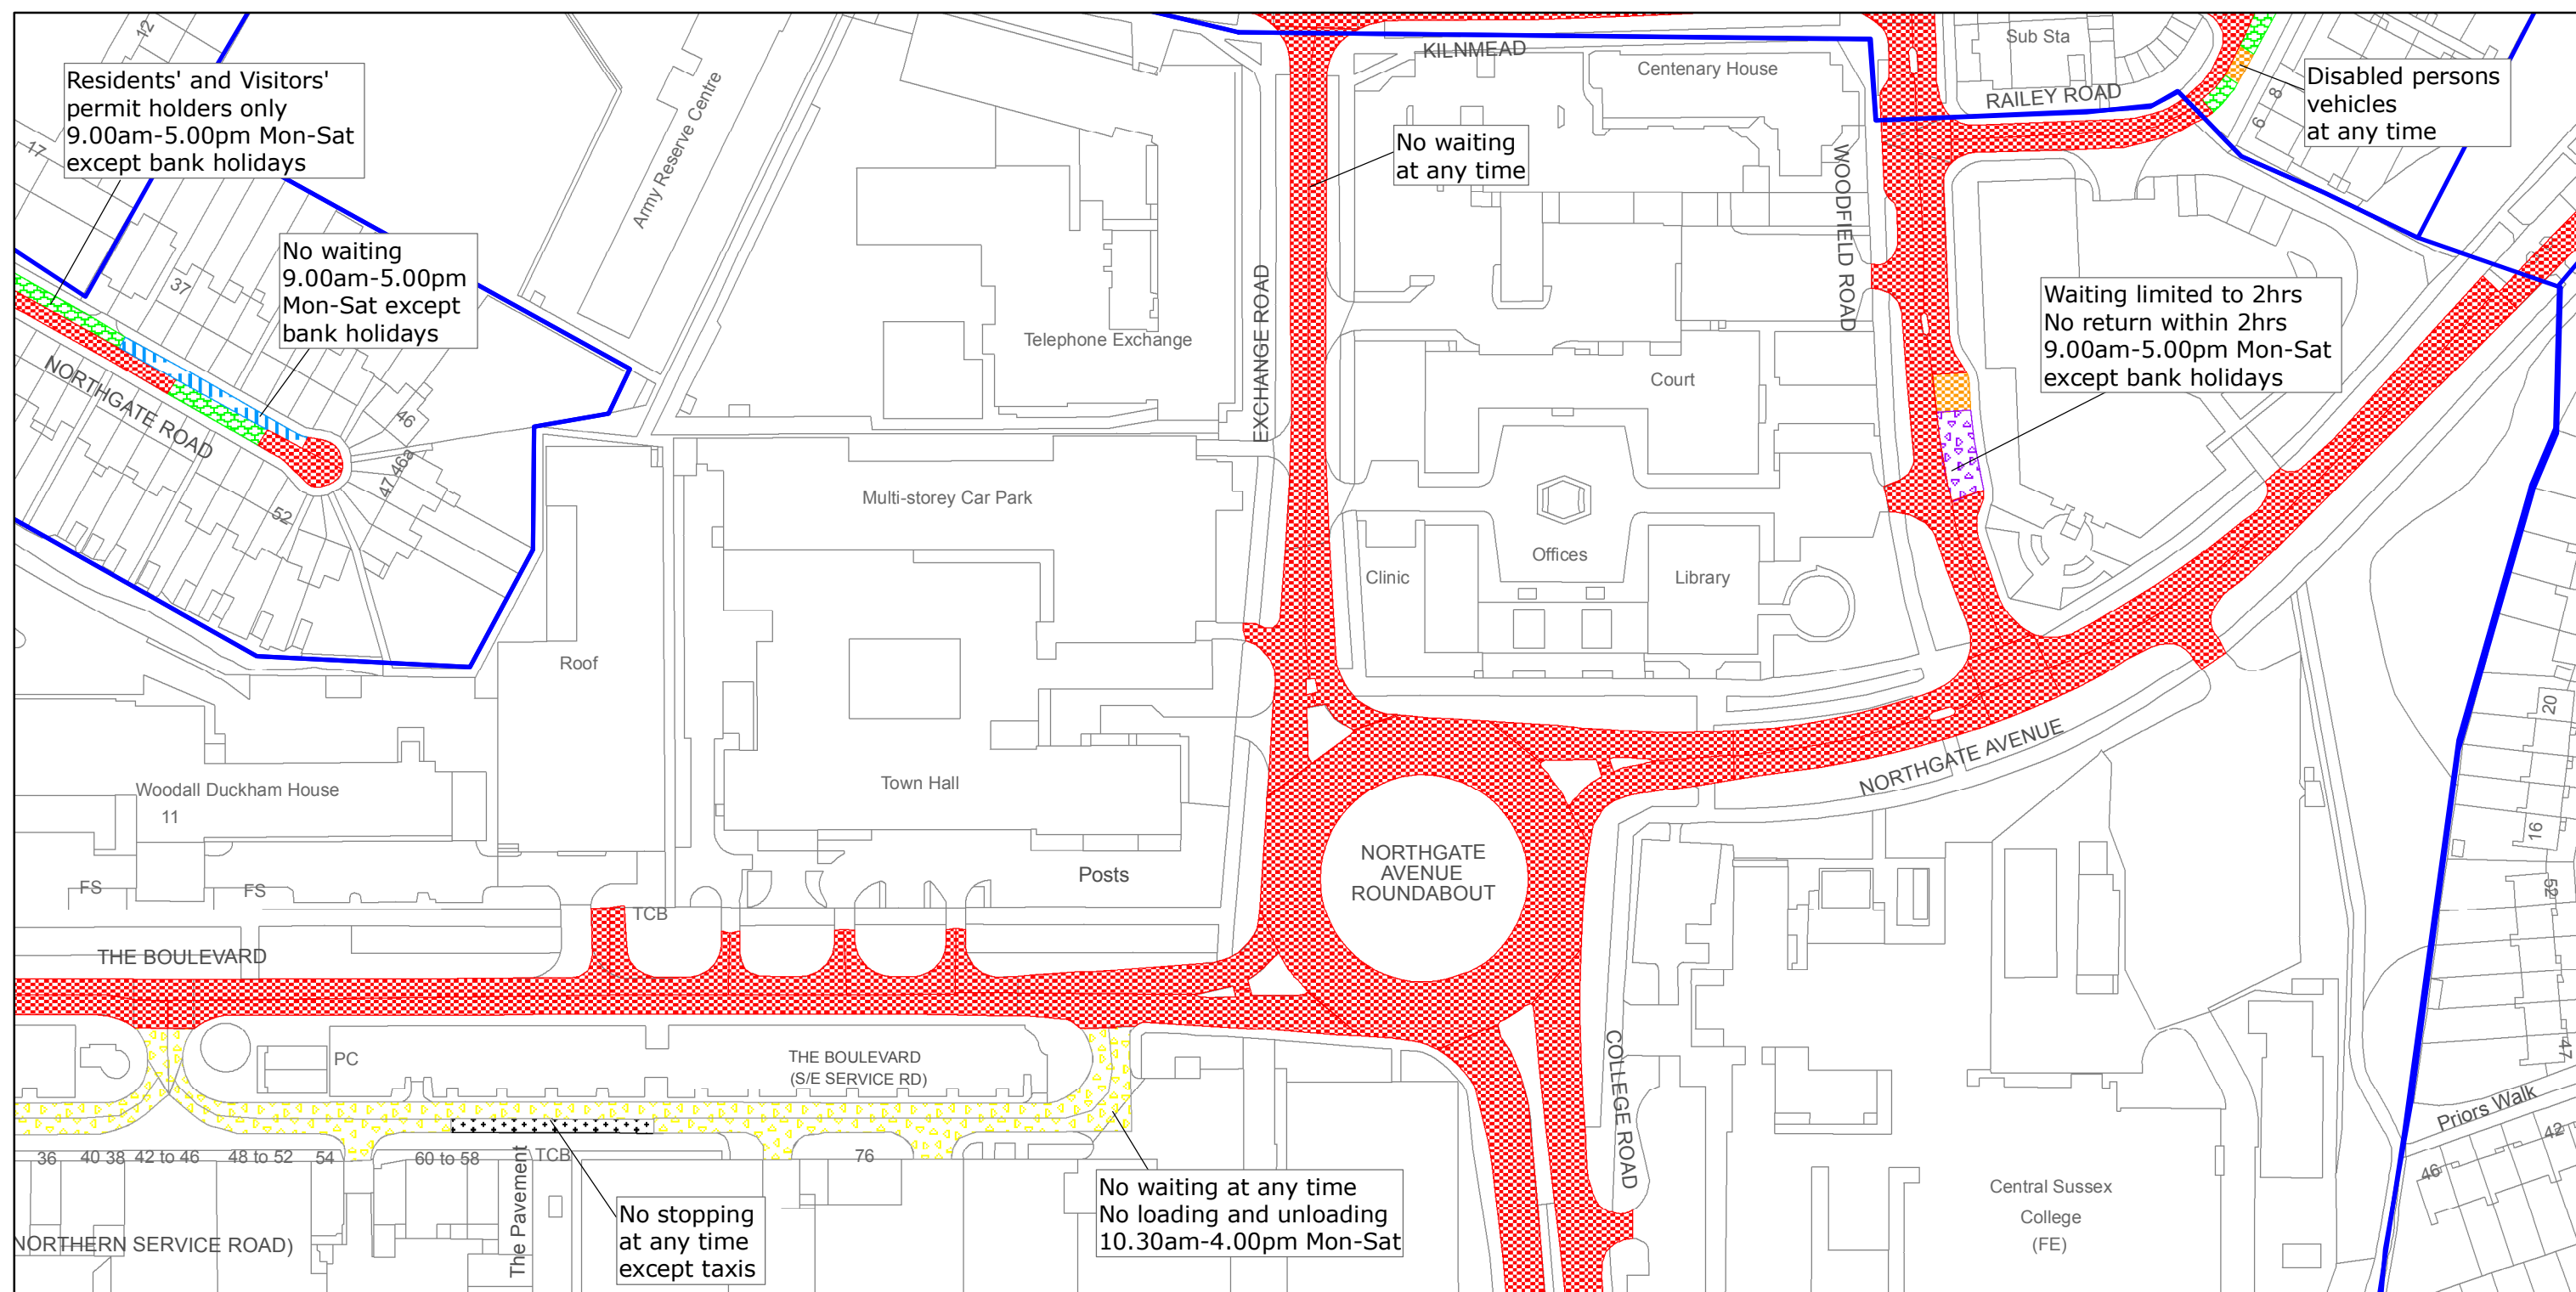 12
Residents' and Visitors'
permit holders only
9.00am-5.00pm Mon-Sat
except bank holidays
17
No waiting
9.00am-5.00pm
Mon-Sat except
bank holidays
37
46
46a
47
52
NORTHGATE ROAD
Army Reserve Centre
Telephone Exchange
EXCHANGE ROAD
KILNMEAD
Centenary House
No waiting
at any time
WOODFIELD ROAD
Sub Sta
RAILEY ROAD
8
6
Disabled persons
vehicles
at any time
Waiting limited to 2hrs
No return within 2hrs
9.00am-5.00pm Mon-Sat
except bank holidays
Court
Multi-storey Car Park
Offices
Clinic
Library
Roof
Town Hall
Woodall Duckham House
11
NORTHGATE AVENUE
NORTHGATE
AVENUE
ROUNDABOUT
Posts
FS
FS
TCB
THE BOULEVARD
20
16
52
47
PC
THE BOULEVARD
(S/E SERVICE RD)
COLLEGE ROAD
Priors Walk
42
46
36
40 38
42 to 46
48 to 52
54
60 to 58
TCB
76
The Pavement
No stopping
at any time
except taxis
No waiting at any time
No loading and unloading
10.30am-4.00pm Mon-Sat
Central Sussex
College
(FE)
NORTHERN SERVICE ROAD)